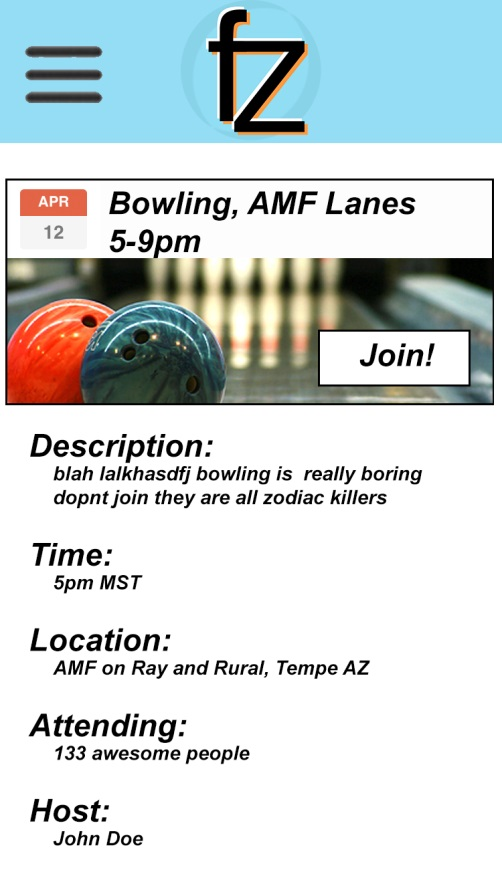 fz
APR
12
Bowling, AMF Lanes
5-9pm
Join!
Description:
blah lalkhasdfj bowling is  really boring
dopnt join they are all zodiac killers
Time:
5pm MST
Location:
AMF on Ray and Rural, Tempe AZ
Attending:
133 awesome people
Host:
John Doe